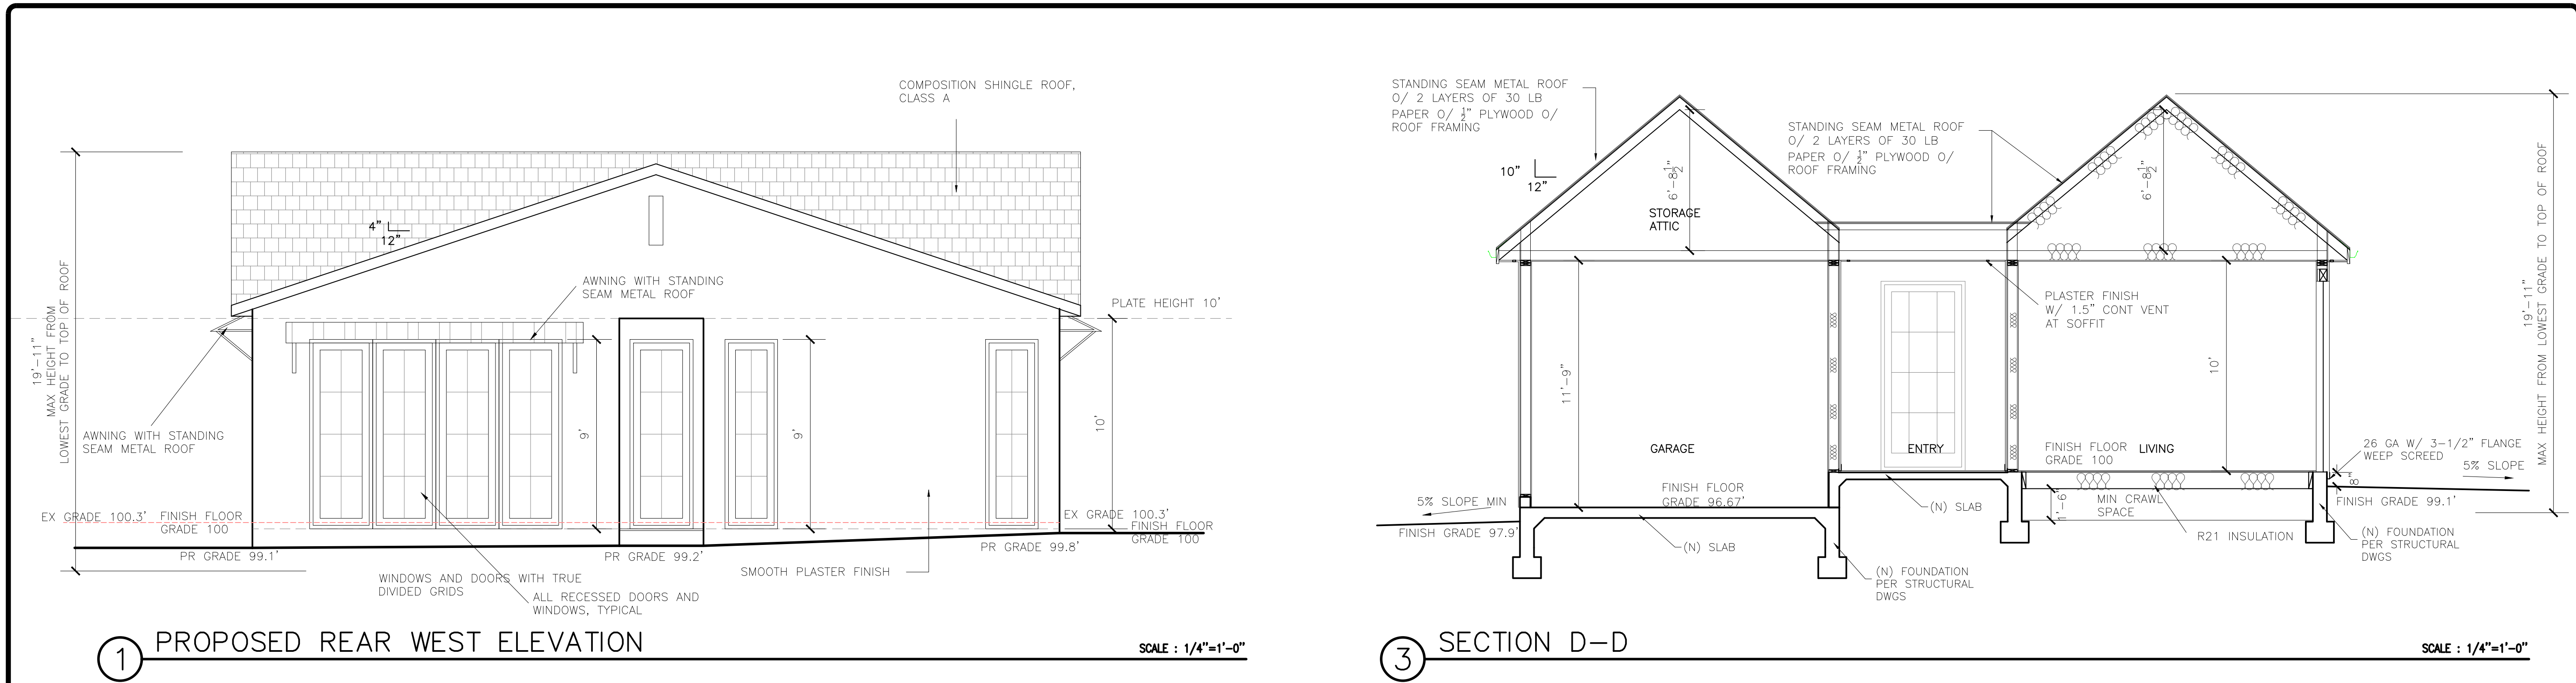 COMPOSITION SHINGLE ROOF,
CLASS A
4"
12"
AWNING WITH STANDING
SEAM METAL ROOF
PLATE HEIGHT 10'
19'-11"
MAX HEIGHT FROM
LOWEST GRADE TO TOP OF ROOF
AWNING WITH STANDING
SEAM METAL ROOF
9'
9'
10'
EX GRADE 100.3'
FINISH FLOOR
GRADE 100
EX GRADE 100.3'
FINISH FLOOR
GRADE 100
PR GRADE 99.1'
PR GRADE 99.2'
PR GRADE 99.8'
WINDOWS AND DOORS WITH TRUE
DIVIDED GRIDS
ALL RECESSED DOORS AND
WINDOWS, TYPICAL
SMOOTH PLASTER FINISH
1
PROPOSED REAR WEST ELEVATION
SCALE : 1/4"=1'-0"
STANDING SEAM METAL ROOF
O/ 2 LAYERS OF 30 LB
PAPER O/ 1/2" PLYWOOD O/
ROOF FRAMING
STANDING SEAM METAL ROOF
O/ 2 LAYERS OF 30 LB
PAPER O/ 1/2" PLYWOOD O/
ROOF FRAMING
10"
12"
6'-8 1/2"
6'-8 1/2"
STORAGE
ATTIC
PLASTER FINISH
W/ 1.5" CONT VENT
AT SOFFIT
19'-11"
MAX HEIGHT FROM LOWEST GRADE TO TOP OF ROOF
11'-9"
10'
GARAGE
ENTRY
FINISH FLOOR
GRADE 100
LIVING
26 GA W/ 3-1/2" FLANGE
WEEP SCREED
5% SLOPE
8"
FINISH GRADE 99.1'
5% SLOPE MIN
FINISH GRADE 97.9'
FINISH FLOOR
GRADE 96.67'
(N) SLAB
(N) SLAB
1'-6"
MIN CRAWL
SPACE
R21 INSULATION
(N) FOUNDATION
PER STRUCTURAL
DWGS
(N) FOUNDATION
PER STRUCTURAL
DWGS
3
SECTION D-D
SCALE : 1/4"=1'-0"